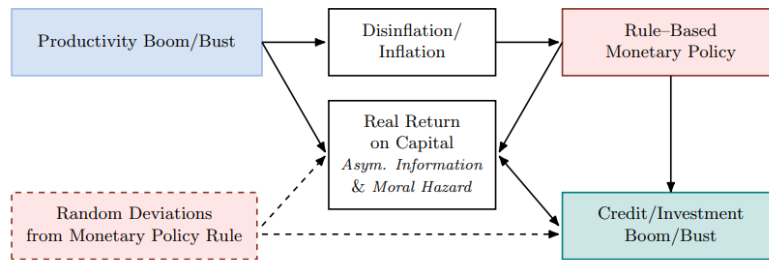 Productivity Boom/Bust
Disinflation/
Inflation
Rule–Based
Monetary Policy
Real Return
on Capital
Asym. Information
& Moral Hazard
Random Deviations
from Monetary Policy Rule
Credit/Investment
Boom/Bust